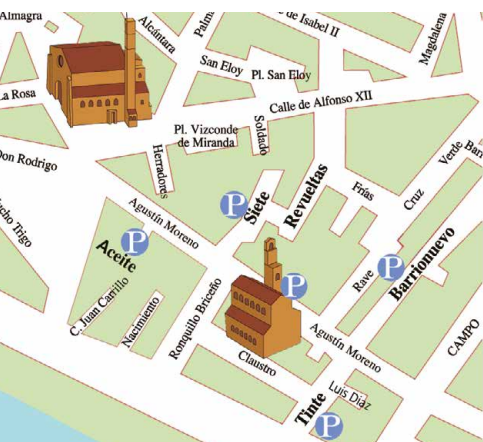 Almagra
Alcántara
Palma
de Isabel II
Magdalena
San Eloy
Pl. San Eloy
La Rosa
Calle de Alfonso XII
Pl. Vizconde
de Miranda
Soldado
Don Rodrigo
Herradores
Verde
Bar
Siete
Revueltas
Frías
Cruz
ucho Trigo
Agustín Moreno
P
P
Aceite
Barrionuevo
P
P
Rave
C. Juan Carrillo
Nacimiento
Ronquillo Briceño
Agustín Moreno
CAMPO
Claustro
Luis Díaz
Tinte
P